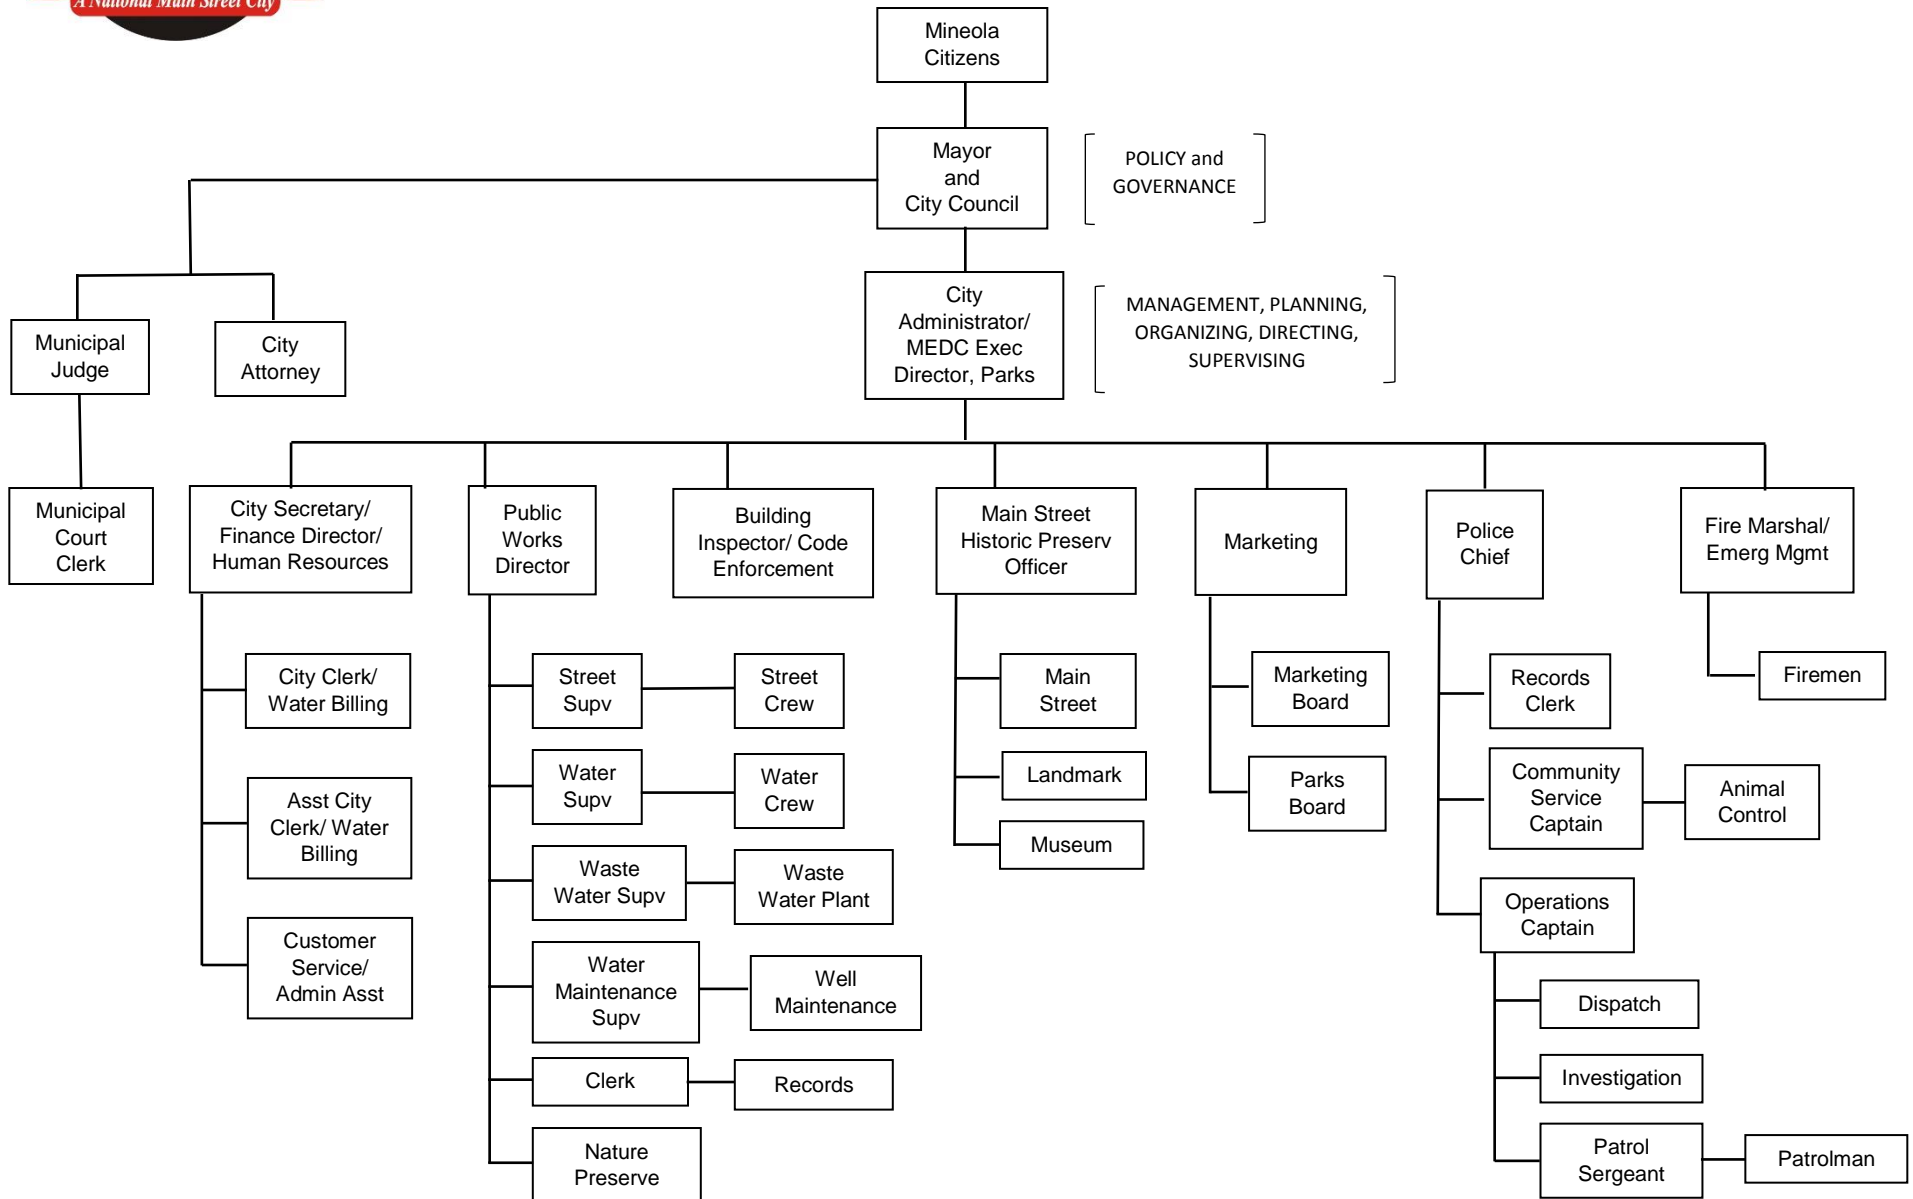 A National Main Street City
Mineola
Citizens
Mayor
and
City Council
POLICY and
GOVERNANCE
City
Administrator/
MEDC Exec
Director, Parks
MANAGEMENT, PLANNING,
ORGANIZING, DIRECTING,
SUPERVISING
Municipal
Judge
City
Attorney
Municipal
Court
Clerk
City Secretary/
Finance Director/
Human Resources
Public
Works
Director
Building
Inspector/ Code
Enforcement
Main Street
Historic Preserv
Officer
Marketing
Police
Chief
Fire Marshal/
Emerg Mgmt
City Clerk/
Water Billing
Asst City
Clerk/ Water
Billing
Customer
Service/
Admin Asst
Street
Supv
Street
Crew
Water
Supv
Water
Crew
Waste
Water Supv
Waste
Water Plant
Water
Maintenance
Supv
Well
Maintenance
Clerk
Records
Nature
Preserve
Main
Street
Landmark
Museum
Marketing
Board
Parks
Board
Records
Clerk
Community
Service
Captain
Animal
Control
Operations
Captain
Dispatch
Investigation
Patrol
Sergeant
Patrolman
Firemen